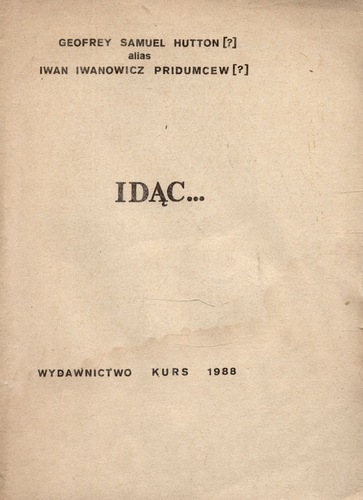 GEOFREY SAMUEL HUTTON [?]
alias
IWAN IWANOWICZ PRIDUMCEW [?]
IDĄC...
WYDAWNICTWO KURS 1988